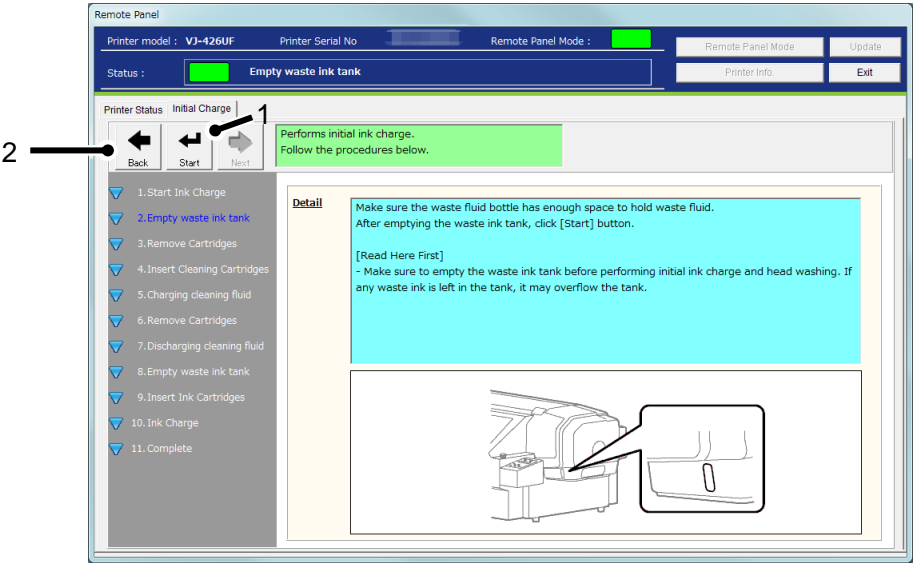 Remote Panel
Printer model : VJ-426UF Printer Serial No Remote Panel Mode : Remote Panel Mode Update
Status : Empty waste ink tank Printer Info. Exit
Printer Status Initial Charge
1
2
Back Start Next
Performs initial ink charge.
Follow the procedures below.
1.Start Ink Charge
2.Empty waste ink tank
3.Remove Cartridges
4.Insert Cleaning Cartridges
5.Charging cleaning fluid
6.Remove Cartridges
7.Discharging cleaning fluid
8.Empty waste ink tank
9.Insert Ink Cartridges
10.Ink Charge
11.Complete
Detail
Make sure the waste fluid bottle has enough space to hold waste fluid.
After emptying the waste ink tank, click [Start] button.
[Read Here First]
- Make sure to empty the waste ink tank before performing initial ink charge and head washing. If
any waste ink is left in the tank, it may overflow the tank.